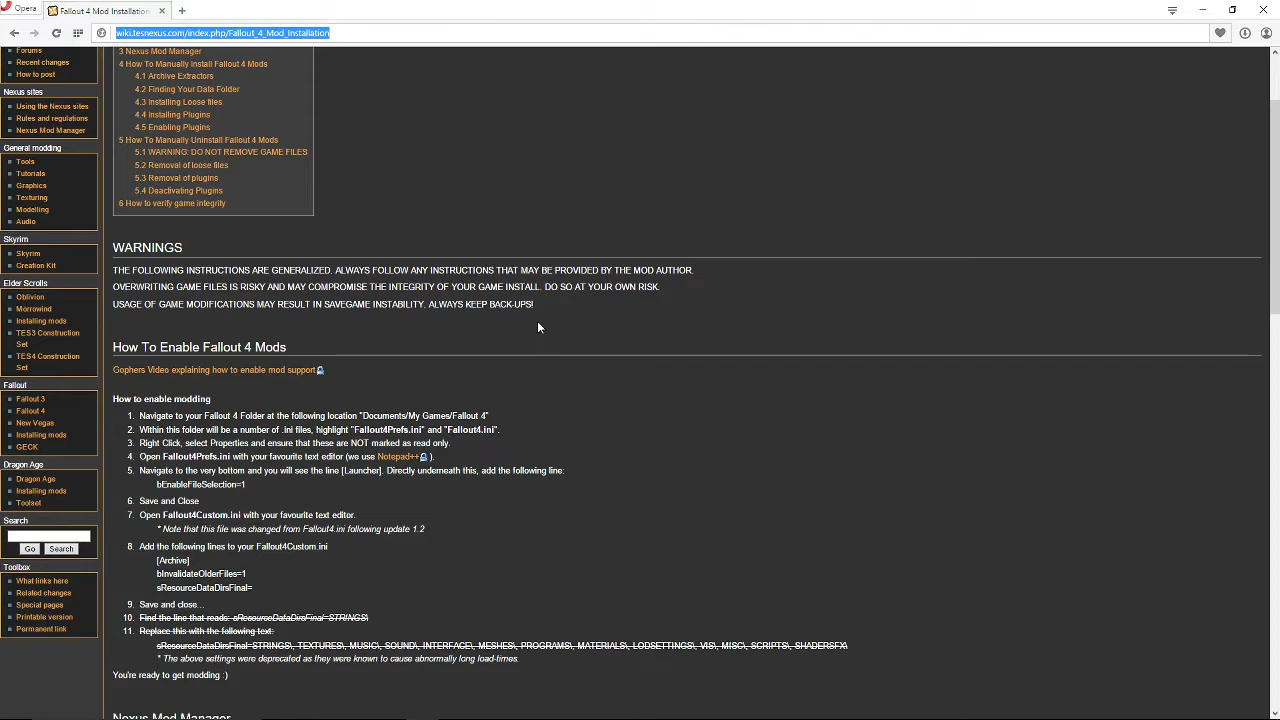 Opera
Fallout 4 Mod Installation
wiki.tesnexus.com/index.php/Fallout_4_Mod_Installation
Forums
Recent changes
How to post
Nexus sites
Using the Nexus sites
Rules and regulations
Nexus Mod Manager
General modding
Tools
Tutorials
Graphics
Texturing
Modelling
Audio
Skyrim
Skyrim
Creation Kit
Elder Scrolls
Oblivion
Morrowind
Installing mods
TES3 Construction
Set
TES4 Construction
Set
Fallout
Fallout 3
Fallout 4
New Vegas
Installing mods
GECK
Dragon Age
Dragon Age
Installing mods
Toolset
Search
Go Search
Toolbox
What links here
Related changes
Special pages
Printable version
Permanent link
3 Nexus Mod Manager
4 How To Manually Install Fallout 4 Mods
4.1 Archive Extractors
4.2 Finding Your Data Folder
4.3 Installing Loose files
4.4 Installing Plugins
4.5 Enabling Plugins
5 How To Manually Uninstall Fallout 4 Mods
5.1 WARNING: DO NOT REMOVE GAME FILES
5.2 Removal of loose files
5.3 Removal of plugins
5.4 Deactivating Plugins
6 How to verify game integrity
WARNINGS
THE FOLLOWING INSTRUCTIONS ARE GENERALIZED. ALWAYS FOLLOW ANY INSTRUCTIONS THAT MAY BE PROVIDED BY THE MOD AUTHOR.
OVERWRITING GAME FILES IS RISKY AND MAY COMPROMISE THE INTEGRITY OF YOUR GAME INSTALL. DO SO AT YOUR OWN RISK.
USAGE OF GAME MODIFICATIONS MAY RESULT IN SAVEGAME INSTABILITY. ALWAYS KEEP BACK-UPS!
How To Enable Fallout 4 Mods
Gophers Video explaining how to enable mod support
How to enable modding
1. Navigate to your Fallout 4 Folder at the following location "Documents/My Games/Fallout 4"
2. Within this folder will be a number of .ini files, highlight "Fallout4Prefs.ini" and "Fallout4.ini".
3. Right Click, select Properties and ensure that these are NOT marked as read only.
4. Open Fallout4Prefs.ini with your favourite text editor (we use Notepad++ ).
5. Navigate to the very bottom and you will see the line [Launcher]. Directly underneath this, add the following line:
bEnableFileSelection=1
6. Save and Close
7. Open Fallout4Custom.ini with your favourite text editor.
* Note that this file was changed from Fallout4.ini following update 1.2
8. Add the following lines to your Fallout4Custom.ini
[Archive]
bInvalidateOlderFiles=1
sResourceDataDirsFinal=
9. Save and close...
10. Find the line that reads: sResourceDataDirsFinal=STRINGS\
11. Replace this with the following text:
sResourceDataDirsFinal=STRINGS\, TEXTURES\, MUSIC\, SOUND\, INTERFACE\, MESHES\, PROGRAMS\, MATERIALS\, LODSETTINGS\, VIS\, MISC\, SCRIPTS\, SHADERSFX\
* The above settings were deprecated as they were known to cause abnormally long load-times.
You're ready to get modding :)
Nexus Mod Manager